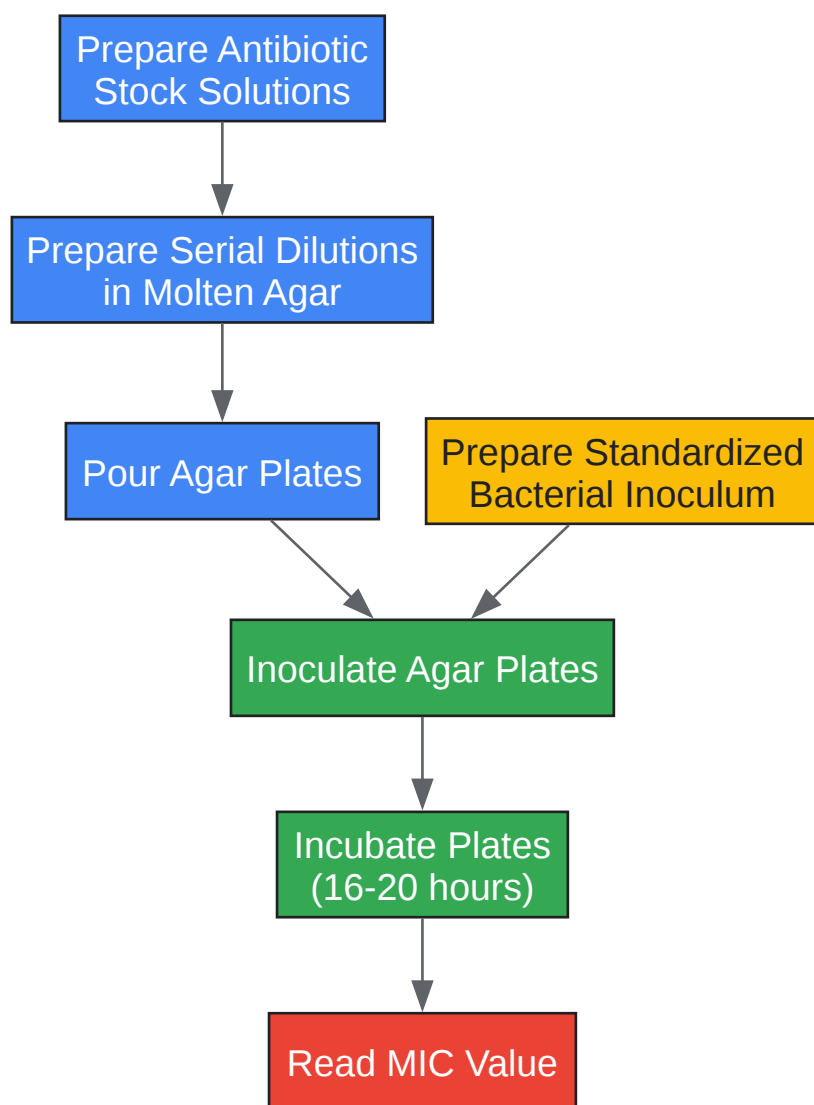 Prepare Antibiotic
Stock Solutions
Prepare Serial Dilutions
in Molten Agar
Pour Agar Plates
Prepare Standardized
Bacterial Inoculum
Inoculate Agar Plates
Incubate Plates
(16-20 hours)
Read MIC Value